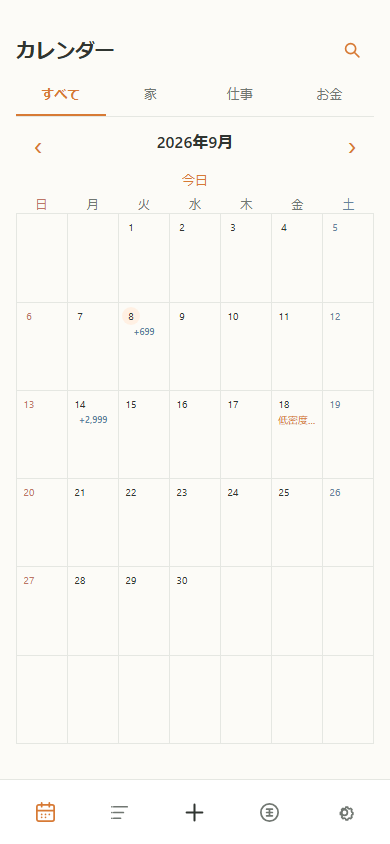 カレンダー
すべて 家 仕事 お金
‹ 2026年9月 ›
今日
日 月 火 水 木 金 土
1 2 3 4 5
6 7 8 9 10 11 12
+699
13 14 15 16 17 18 19
+2,999 低密度...
20 21 22 23 24 25 26
27 28 29 30